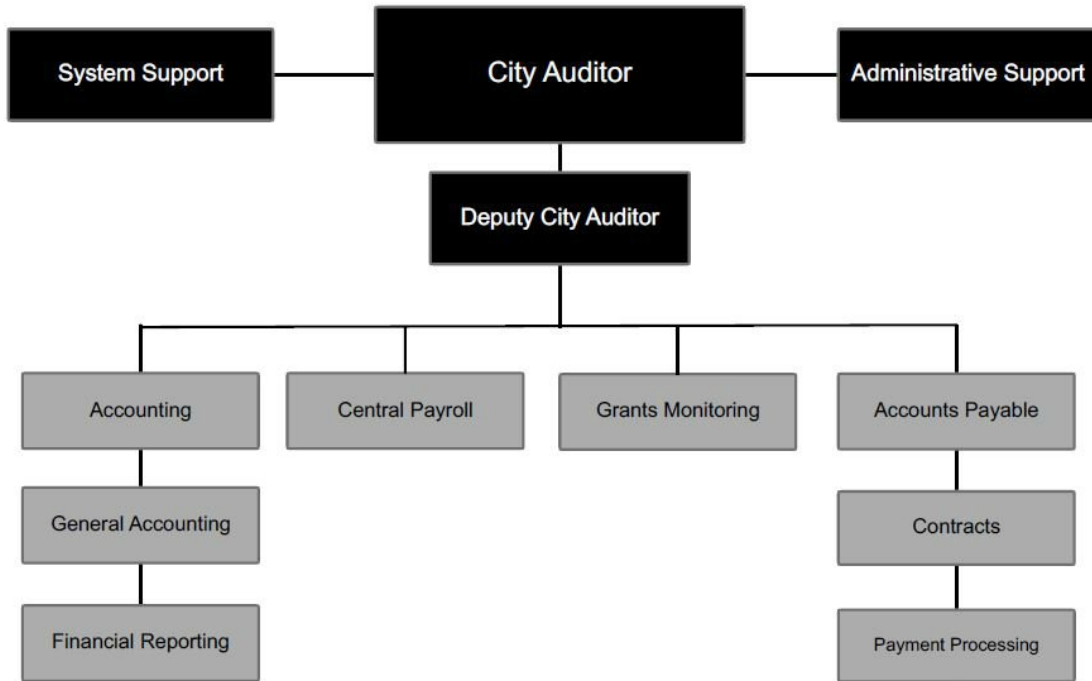 System Support
City Auditor
Administrative Support
Deputy City Auditor
Accounting
Central Payroll
Grants Monitoring
Accounts Payable
General Accounting
Contracts
Financial Reporting
Payment Processing